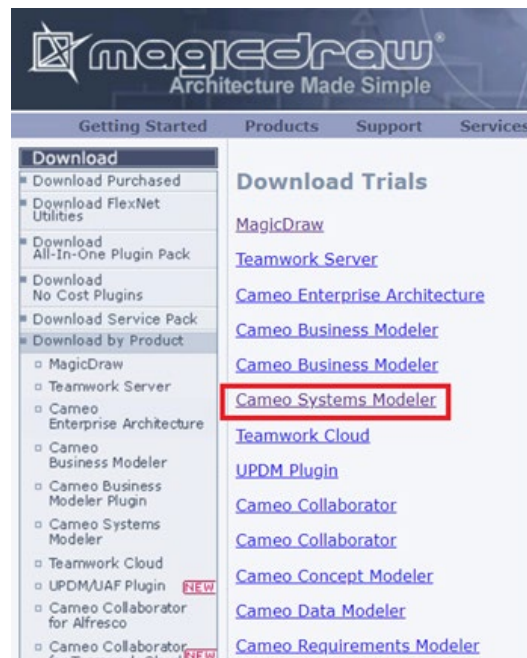 magicdraw®
Architecture Made Simple
Getting Started Products Support Services
Download
Download Purchased
Download FlexNet
Utilities
Download
All-In-One Plugin Pack
Download
No Cost Plugins
Download Service Pack
Download by Product
MagicDraw
Teamwork Server
Cameo
Enterprise Architecture
Cameo
Business Modeler
Cameo Business
Modeler Plugin
Cameo Systems
Modeler
Teamwork Cloud
UPDM/UAF Plugin NEW
Cameo Collaborator
for Alfresco
Cameo Collaborator
NEW
Download Trials
MagicDraw
Teamwork Server
Cameo Enterprise Architecture
Cameo Business Modeler
Cameo Business Modeler
Cameo Systems Modeler
Teamwork Cloud
UPDM Plugin
Cameo Collaborator
Cameo Collaborator
Cameo Concept Modeler
Cameo Data Modeler
Cameo Requirements Modeler